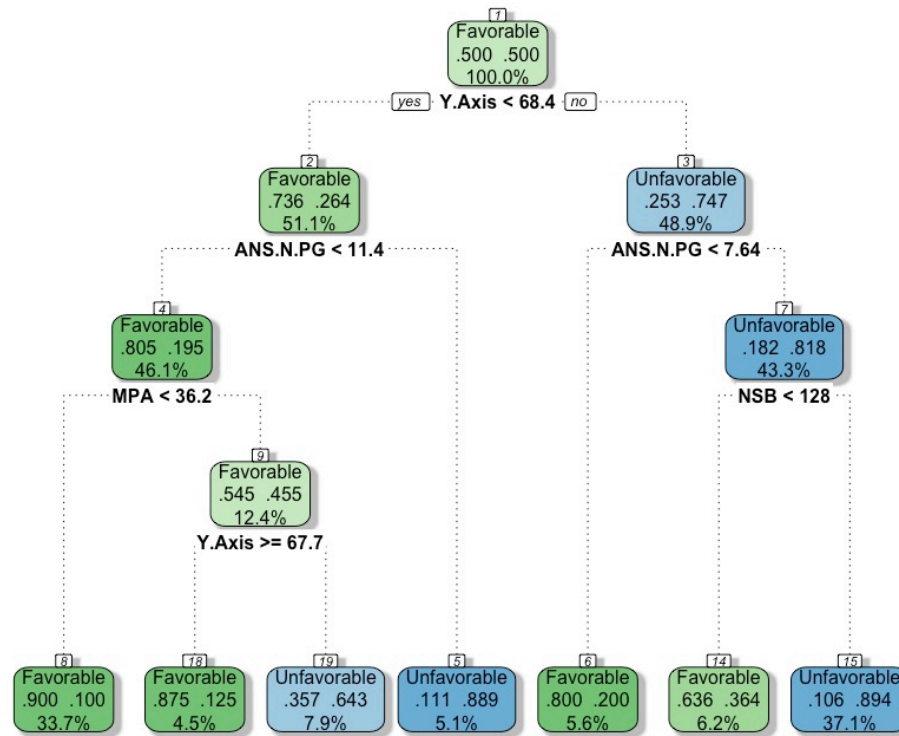 1
Favorable
.500 .500
100.0%
yes Y.Axis < 68.4 no
2
Favorable
.736 .264
51.1%
ANS.N.PG < 11.4
3
Unfavorable
.253 .747
48.9%
ANS.N.PG < 7.64
4
Favorable
.805 .195
46.1%
MPA < 36.2
7
Unfavorable
.182 .818
43.3%
NSB < 128
9
Favorable
.545 .455
12.4%
Y.Axis >= 67.7
8
Favorable
.900 .100
33.7%
18
Favorable
.875 .125
4.5%
19
Unfavorable
.357 .643
7.9%
5
Unfavorable
.111 .889
5.1%
6
Favorable
.800 .200
5.6%
14
Favorable
.636 .364
6.2%
15
Unfavorable
.106 .894
37.1%